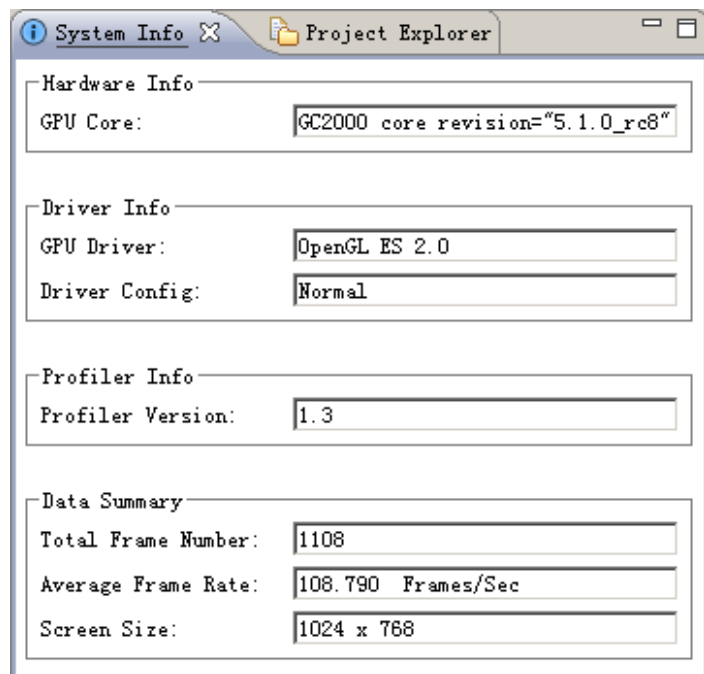 System Info Project Explorer
Hardware Info
GPU Core: GC2000 core revision="5.1.0_rc8"
Driver Info
GPU Driver: OpenGL ES 2.0
Driver Config: Normal
Profiler Info
Profiler Version: 1.3
Data Summary
Total Frame Number: 1108
Average Frame Rate: 108.790 Frames/Sec
Screen Size: 1024 x 768